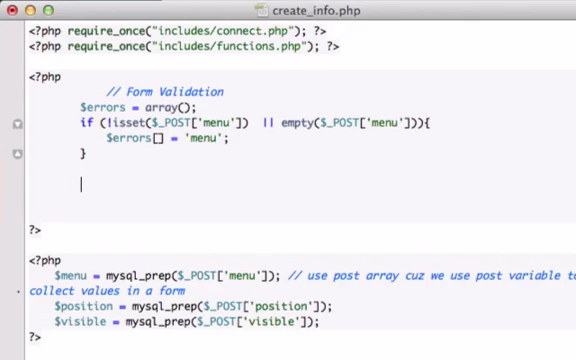 create_info.php
<?php require_once("includes/connect.php"); ?>
<?php require_once("includes/functions.php"); ?>
<?php
// Form Validation
$errors = array();
if (!isset($_POST['menu']) || empty($_POST['menu'])){
$errors[] = 'menu';
}
?>
<?php
$menu = mysql_prep($_POST['menu']); // use post array cuz we use post variable to
collect values in a form
$position = mysql_prep($_POST['position']);
$visible = mysql_prep($_POST['visible']);
?>